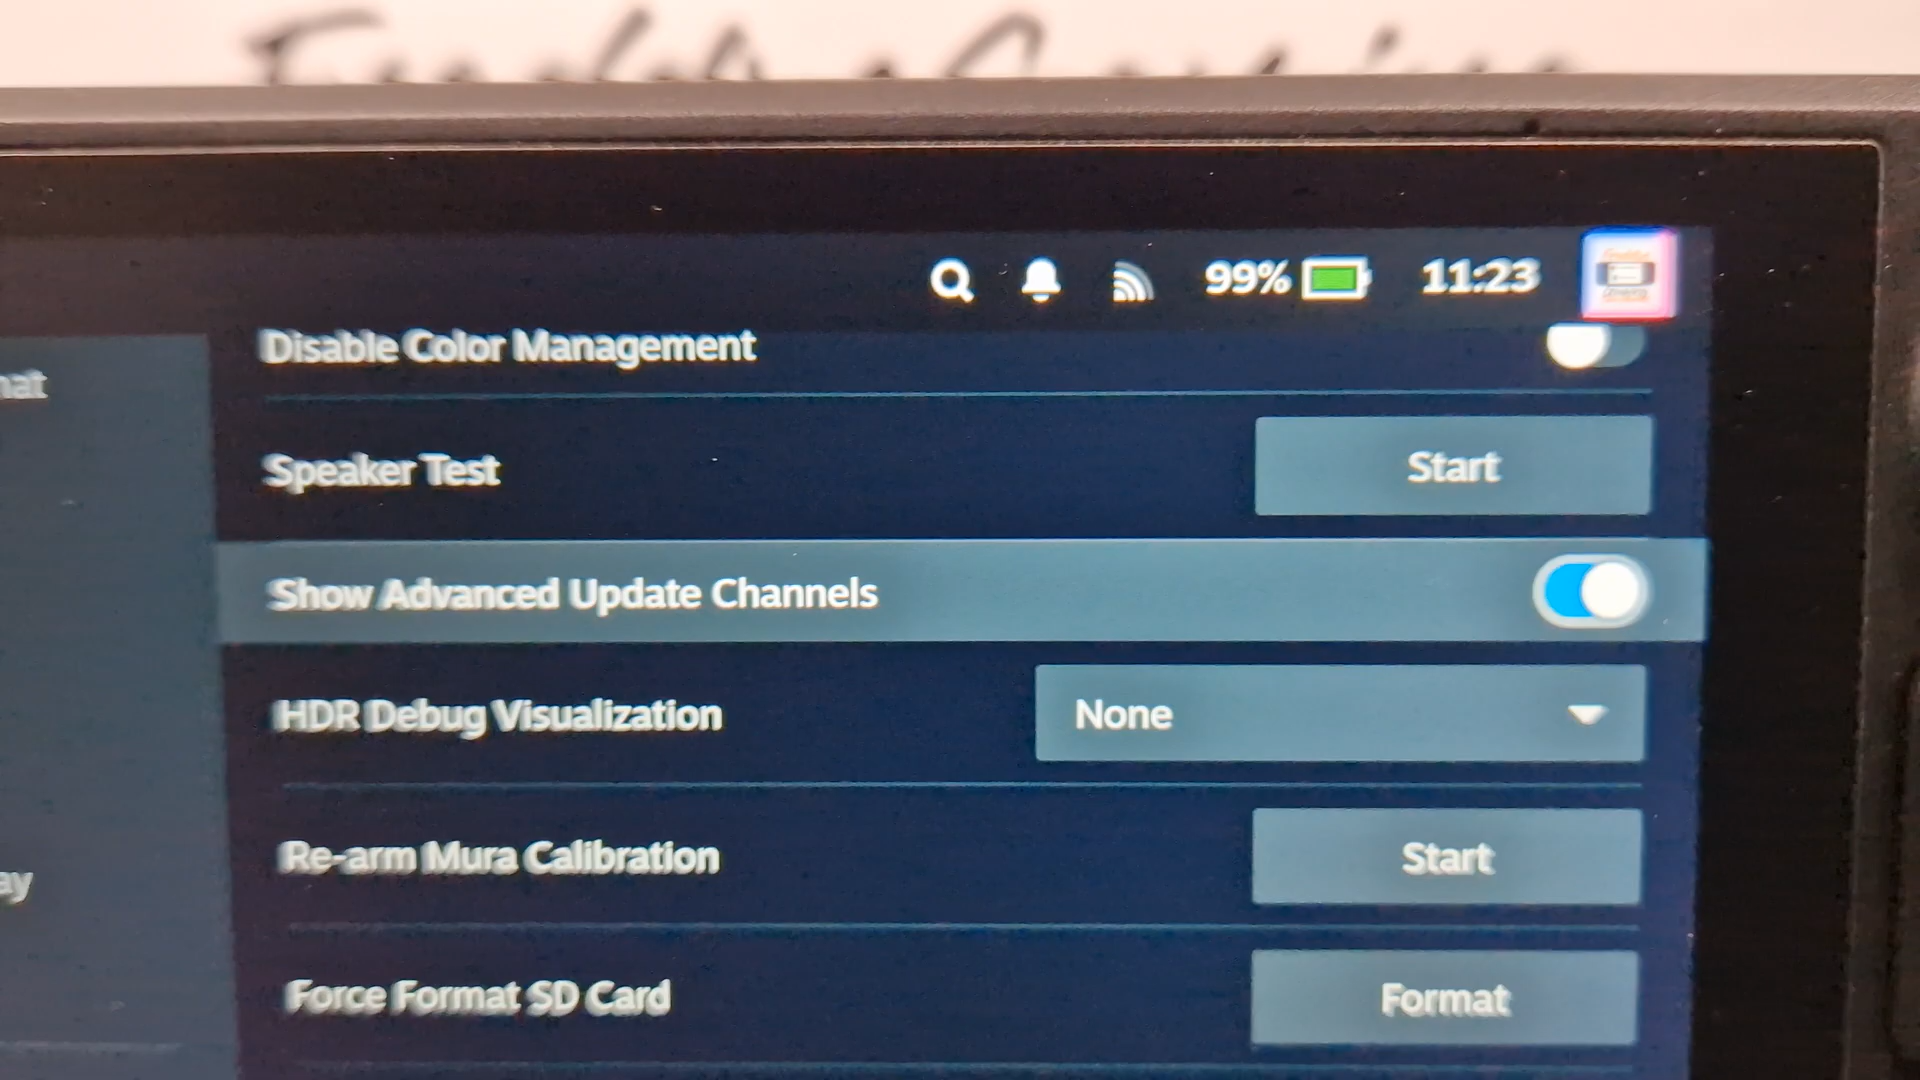 99% 11:23
Disable Color Management
Speaker Test Start
Show Advanced Update Channels
HDR Debug Visualization None
Re-arm Mura Calibration Start
Force Format SD Card Format